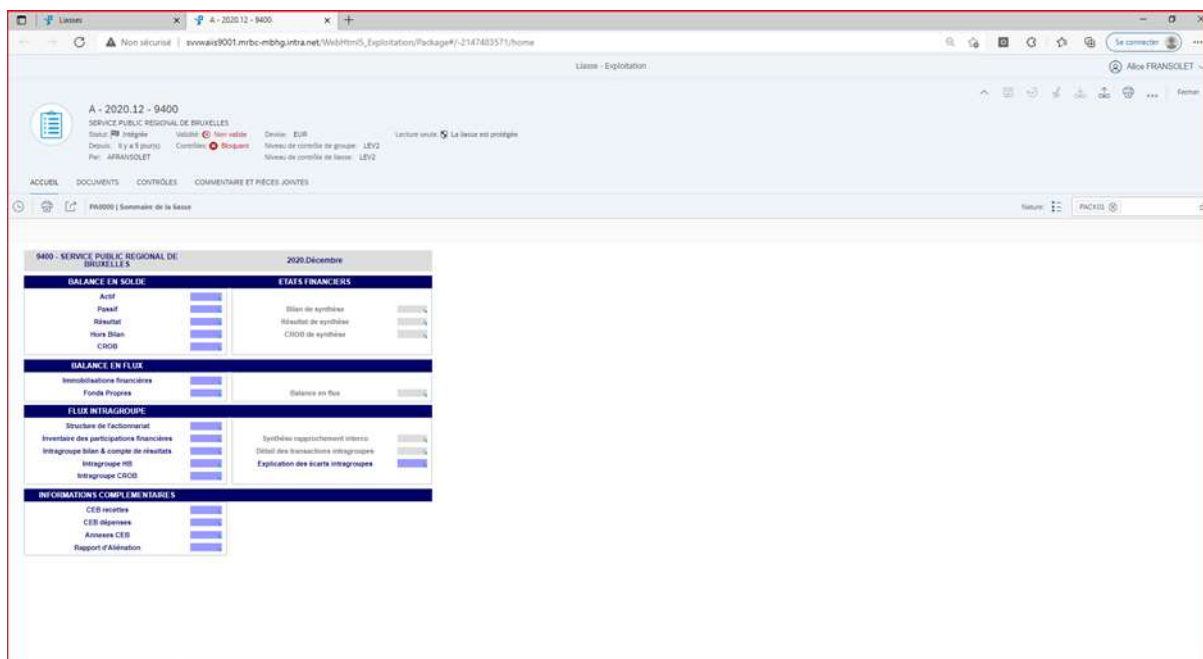 Liasses
A - 2020.12 - 9400
Non sécurisé
svwwaiis9001.mrbc-mbhg.intra.net/WebHtml5_Exploitation/Package#/-2147483571/home
Se connecter
Liasse - Exploitation
Alice FRANSOLET
A - 2020.12 - 9400
Fermer
SERVICE PUBLIC REGIONAL DE BRUXELLES
Statut: Intégrée Validité: Non valide Devise: EUR Lecture seule: La liasse est protégée
Depuis: Il y a 5 jour(s) Contrôles: Bloquant Niveau de contrôle de groupe: LEV2
Par: AFRANSOLET Niveau de contrôle de liasse: LEV2
ACCUEIL DOCUMENTS CONTRÔLES COMMENTAIRE ET PIÈCES JOINTES
PA0000 | Sommaire de la liasse Nature: PACK01
9400 - SERVICE PUBLIC REGIONAL DE
BRUXELLES
2020.Décembre
BALANCE EN SOLDE ETATS FINANCIERS
Actif
Passif Bilan de synthèse
Résultat Résultat de synthèse
Hors Bilan CROB de synthèse
CROB
BALANCE EN FLUX
Immobilisations financières
Fonds Propres Balance en flux
FLUX INTRAGROUPE
Structure de l'actionnariat
Inventaire des participations financières Synthèse rapprochement interco
Intragroupe bilan & compte de résultats Détail des transactions intragroupes
Intragroupe HB Explication des écarts intragroupes
Intragroupe CROB
INFORMATIONS COMPLEMENTAIRES
CEB recettes
CEB dépenses
Annexes CEB
Rapport d'Aliénation